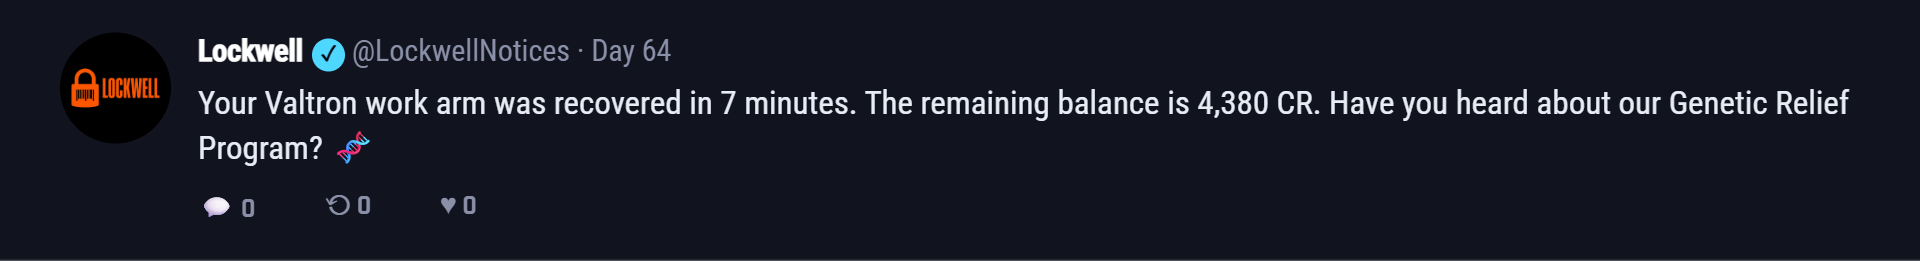 LOCKWELL
Lockwell ✓ @LockwellNotices · Day 64
Your Valtron work arm was recovered in 7 minutes. The remaining balance is 4,380 CR. Have you heard about our Genetic Relief
Program? 🧬
💬 0 0 ♥ 0